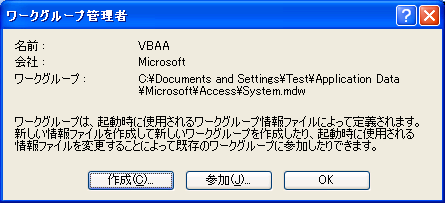 ワークグループ管理者
名前： VBAA
会社： Microsoft
ワークグループ： C:¥Documents and Settings¥Test¥Application Data
¥Microsoft¥Access¥System.mdw
ワークグループは、起動時に使用されるワークグループ情報ファイルによって定義されます。
新しい情報ファイルを作成して新しいワークグループを作成したり、起動時に使用される
情報ファイルを変更することによって既存のワークグループに参加したりできます。
作成(C)... 参加(J)... OK